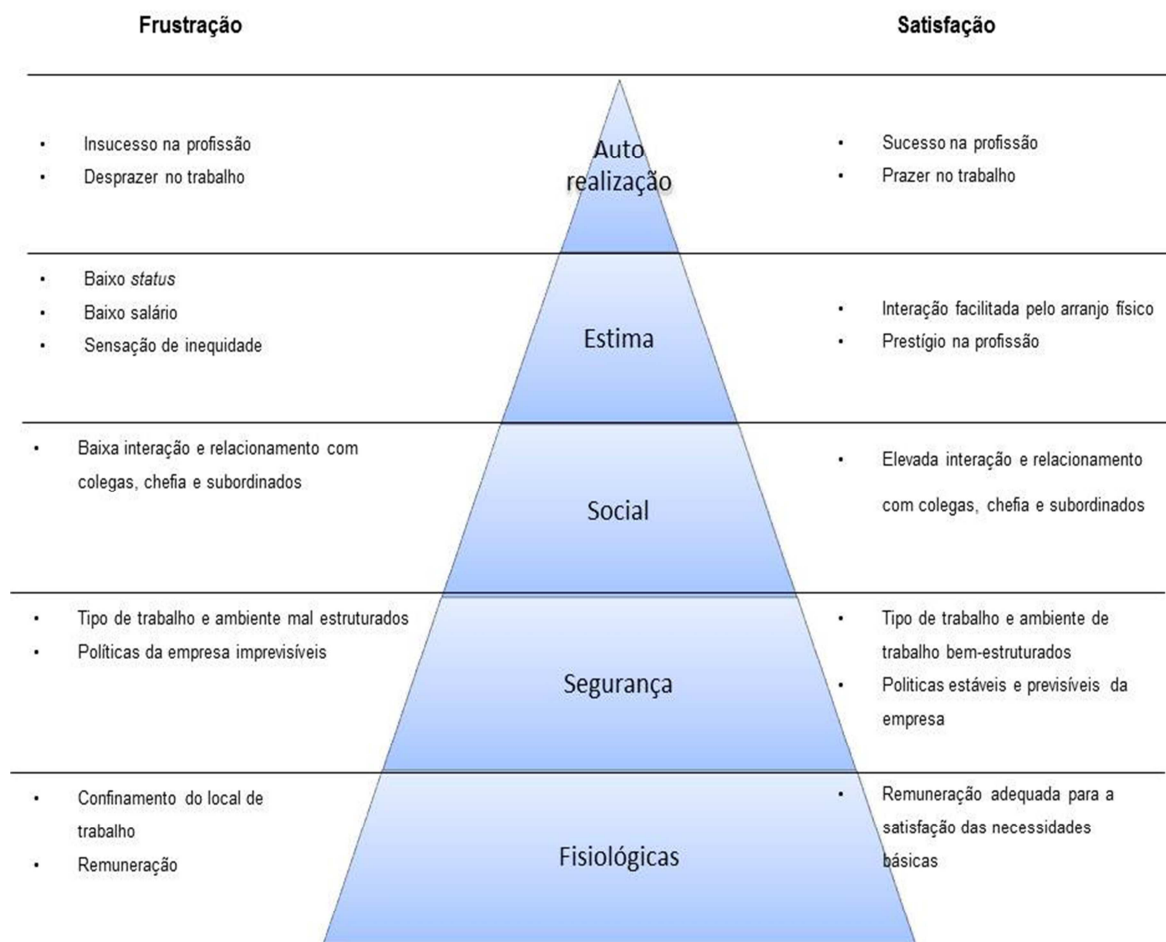 Frustração
Satisfação
• Insucesso na profissão
• Desprazer no trabalho
Auto
realização
• Sucesso na profissão
• Prazer no trabalho
• Baixo status
• Baixo salário
• Sensação de inequidade
Estima
• Interação facilitada pelo arranjo físico
• Prestígio na profissão
• Baixa interação e relacionamento com
colegas, chefia e subordinados
Social
• Elevada interação e relacionamento
com colegas, chefia e subordinados
• Tipo de trabalho e ambiente mal estruturados
• Políticas da empresa imprevisíveis
Segurança
• Tipo de trabalho e ambiente de
trabalho bem-estruturados
• Politicas estáveis e previsíveis da
empresa
• Confinamento do local de
trabalho
• Remuneração
Fisiológicas
• Remuneração adequada para a
satisfação das necessidades
básicas